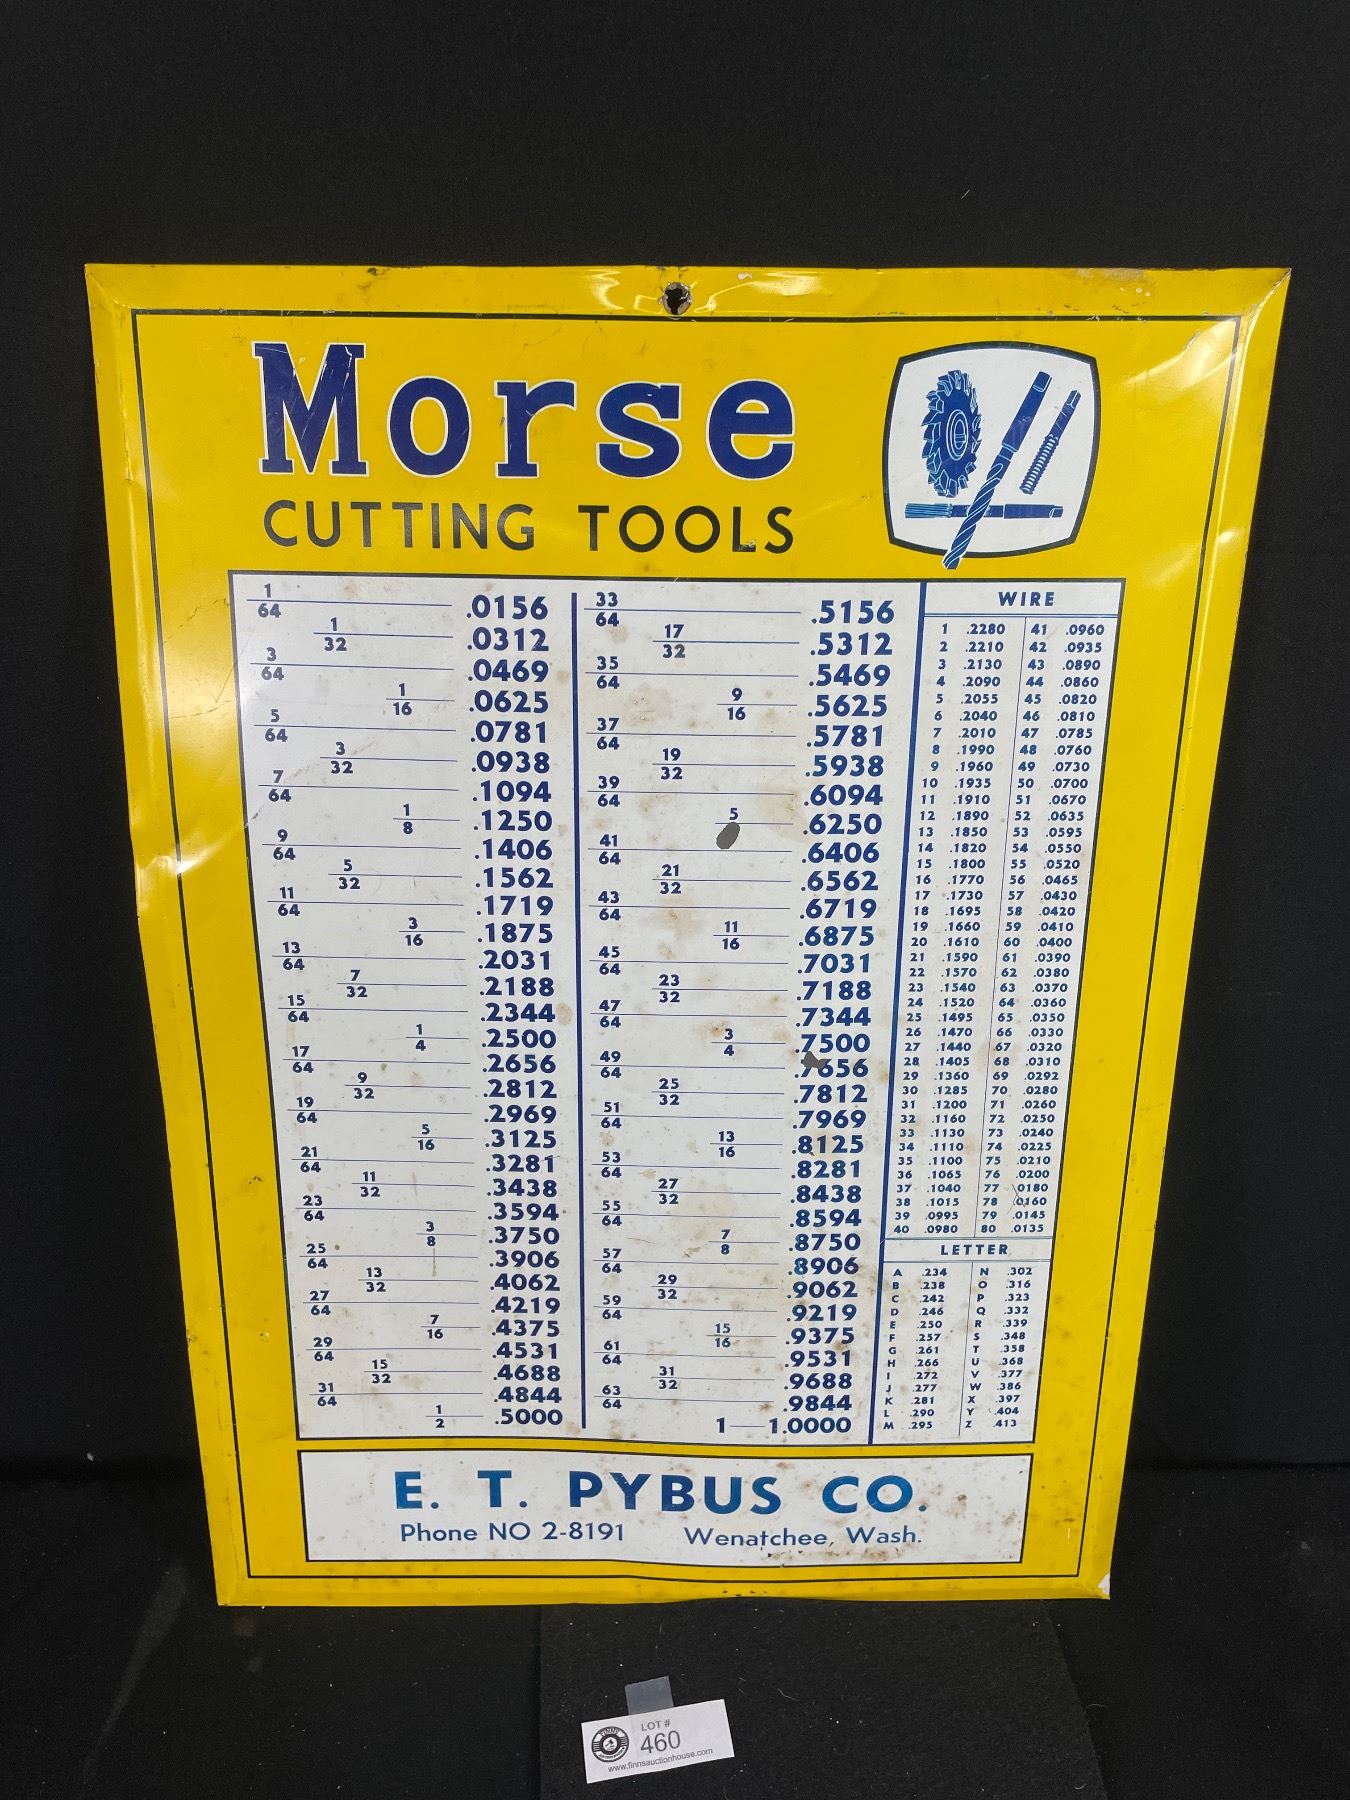 Morse
CUTTING TOOLS
1/64 .0156
1/32 .0312
3/64 .0469
1/16 .0625
5/64 .0781
3/32 .0938
7/64 .1094
1/8 .1250
9/64 .1406
5/32 .1562
11/64 .1719
3/16 .1875
13/64 .2031
7/32 .2188
15/64 .2344
1/4 .2500
17/64 .2656
9/32 .2812
19/64 .2969
5/16 .3125
21/64 .3281
11/32 .3438
23/64 .3594
3/8 .3750
25/64 .3906
13/32 .4062
27/64 .4219
7/16 .4375
29/64 .4531
15/32 .4688
31/64 .4844
1/2 .5000
33/64 .5156
17/32 .5312
35/64 .5469
9/16 .5625
37/64 .5781
19/32 .5938
39/64 .6094
5 .6250
41/64 .6406
21/32 .6562
43/64 .6719
11/16 .6875
45/64 .7031
23/32 .7188
47/64 .7344
3/4 .7500
49/64 .7656
25/32 .7812
51/64 .7969
13/16 .8125
53/64 .8281
27/32 .8438
55/64 .8594
7/8 .8750
57/64 .8906
29/32 .9062
59/64 .9219
15/16 .9375
61/64 .9531
31/32 .9688
63/64 .9844
1 1.0000
WIRE
1 .2280 41 .0960
2 .2210 42 .0935
3 .2130 43 .0890
4 .2090 44 .0860
5 .2055 45 .0820
6 .2040 46 .0810
7 .2010 47 .0785
8 .1990 48 .0760
9 .1960 49 .0730
10 .1935 50 .0700
11 .1910 51 .0670
12 .1890 52 .0635
13 .1850 53 .0595
14 .1820 54 .0550
15 .1800 55 .0520
16 .1770 56 .0465
17 .1730 57 .0430
18 .1695 58 .0420
19 .1660 59 .0410
20 .1610 60 .0400
21 .1590 61 .0390
22 .1570 62 .0380
23 .1540 63 .0370
24 .1520 64 .0360
25 .1495 65 .0350
26 .1470 66 .0330
27 .1440 67 .0320
28 .1405 68 .0310
29 .1360 69 .0292
30 .1285 70 .0280
31 .1200 71 .0260
32 .1160 72 .0250
33 .1130 73 .0240
34 .1110 74 .0225
35 .1100 75 .0210
36 .1065 76 .0200
37 .1040 77 .0180
38 .1015 78 .0160
39 .0995 79 .0145
40 .0980 80 .0135
LETTER
A .234 N .302
B .238 O .316
C .242 P .323
D .246 Q .332
E .250 R .339
F .257 S .348
G .261 T .358
H .266 U .368
I .272 V .377
J .277 W .386
K .281 X .397
L .290 Y .404
M .295 Z .413
E. T. PYBUS CO.
Phone NO 2-8191 Wenatchee, Wash.
LOT #
460
www.finnsauctionhouse.com